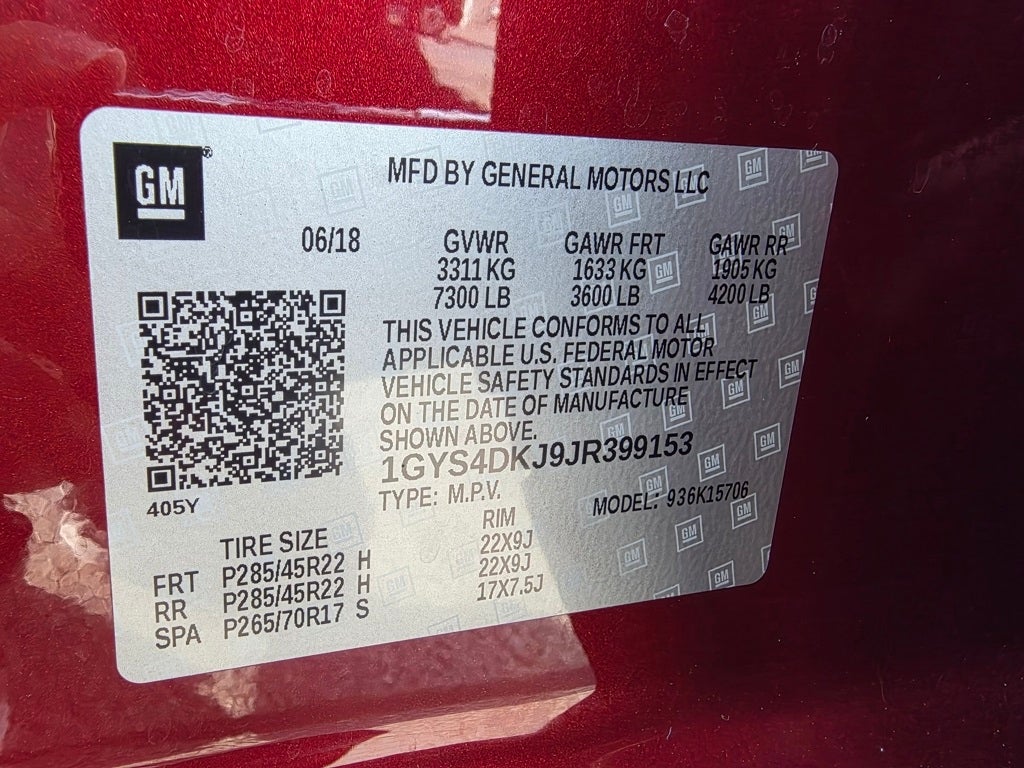 GM
MFD BY GENERAL MOTORS LLC
06/18
GVWR GAWR FRT GAWR RR
3311 KG 1633 KG 1905 KG
7300 LB 3600 LB 4200 LB
THIS VEHICLE CONFORMS TO ALL
APPLICABLE U.S. FEDERAL MOTOR
VEHICLE SAFETY STANDARDS IN EFFECT
ON THE DATE OF MANUFACTURE
SHOWN ABOVE.
1GYS4DKJ9JR399153
TYPE: M.P.V. MODEL: 936K15706
405Y
TIRE SIZE RIM
FRT P285/45R22 H 22X9J
RR P285/45R22 H 22X9J
SPA P265/70R17 S 17X7.5J